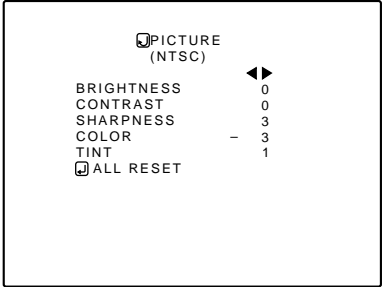 PICTURE
(NTSC)
BRIGHTNESS 0
CONTRAST 0
SHARPNESS 3
COLOR – 3
TINT 1
ALL RESET